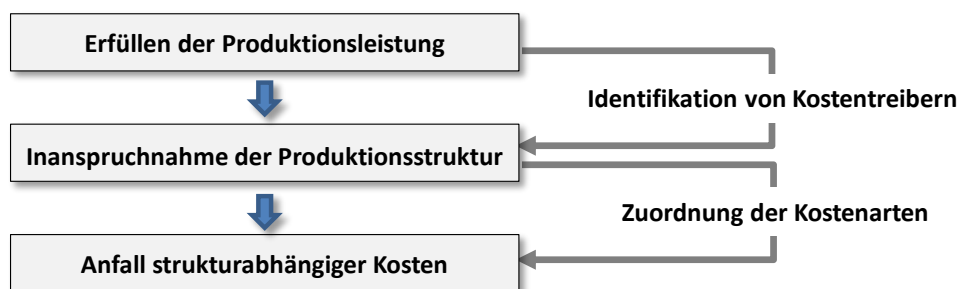 Erfüllen der Produktionsleistung
Identifikation von Kostentreibern
Inanspruchnahme der Produktionsstruktur
Zuordnung der Kostenarten
Anfall strukturabhängiger Kosten